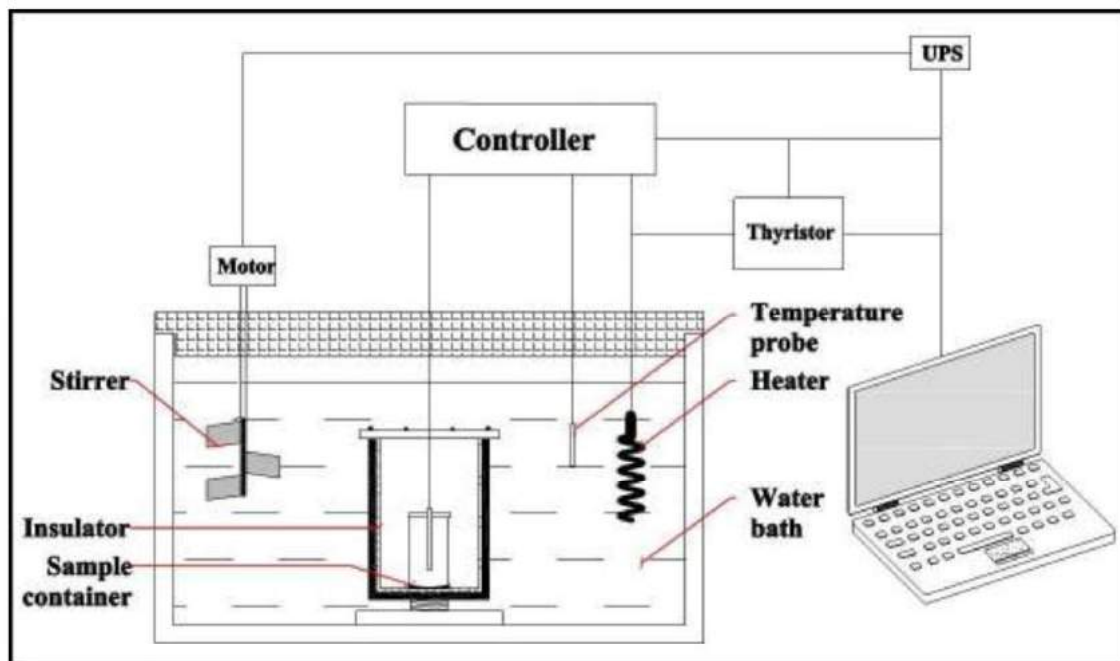 UPS
Controller
Thyristor
Motor
Temperature
probe
Stirrer
Heater
Insulator
Water
bath
Sample
container